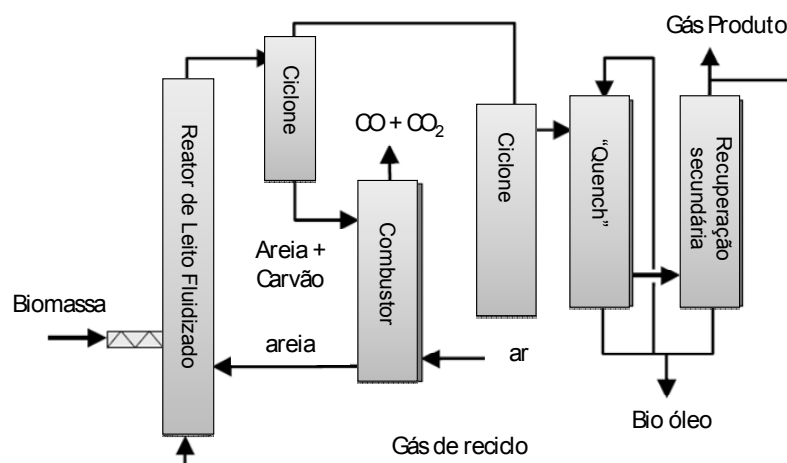 Gás Produto
Reator de Leito Fluidizado
Ciclone
CO + CO2
Ciclone
"Quench"
Recuperação
secundária
Combustor
Areia +
Carvão
Biomassa
areia
ar
Bio óleo
Gás de reciclo